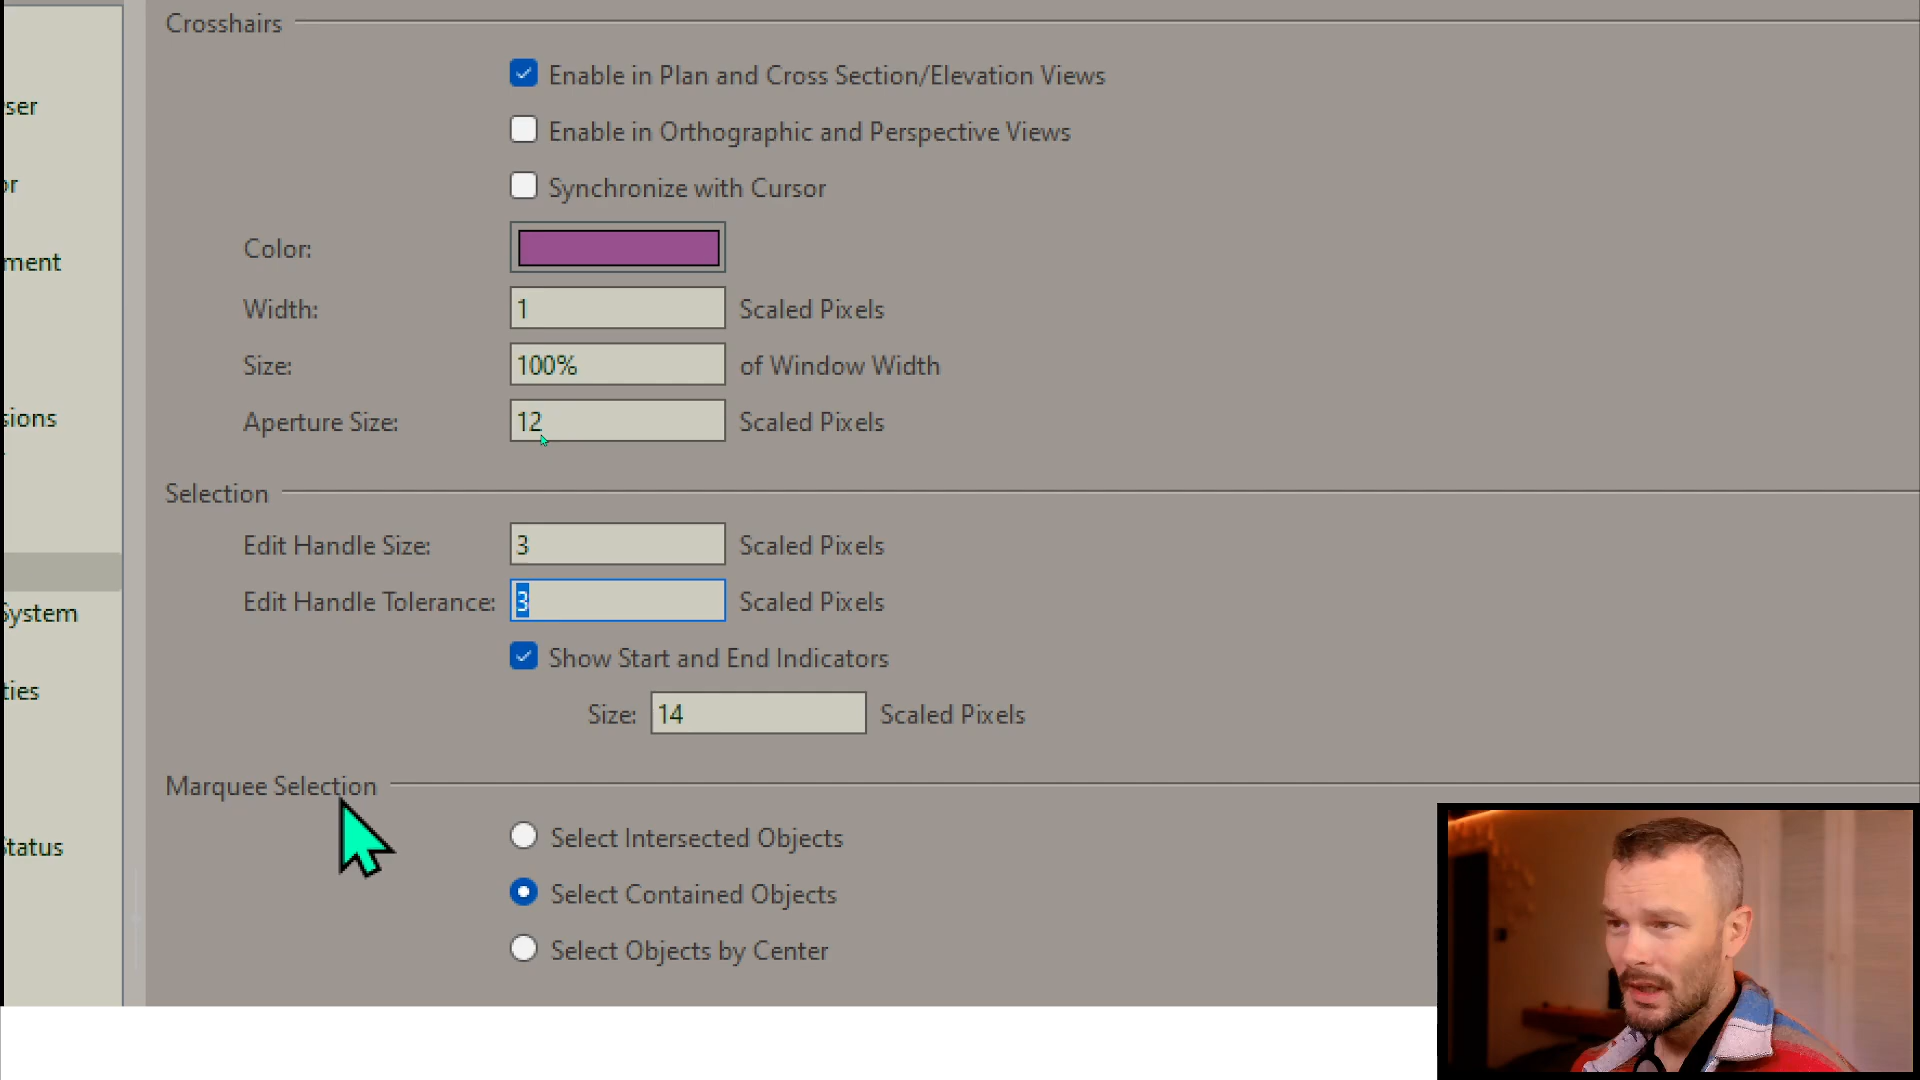 Crosshairs
Enable in Plan and Cross Section/Elevation Views
ser
Enable in Orthographic and Perspective Views
or
Synchronize with Cursor
Color:
ment
Width: 1 Scaled Pixels
Size: 100% of Window Width
sions
Aperture Size: 12 Scaled Pixels
Selection
Edit Handle Size: 3 Scaled Pixels
Edit Handle Tolerance: 3 Scaled Pixels
System
Show Start and End Indicators
ties
Size: 14 Scaled Pixels
Marquee Selection
Select Intersected Objects
Status
Select Contained Objects
Select Objects by Center